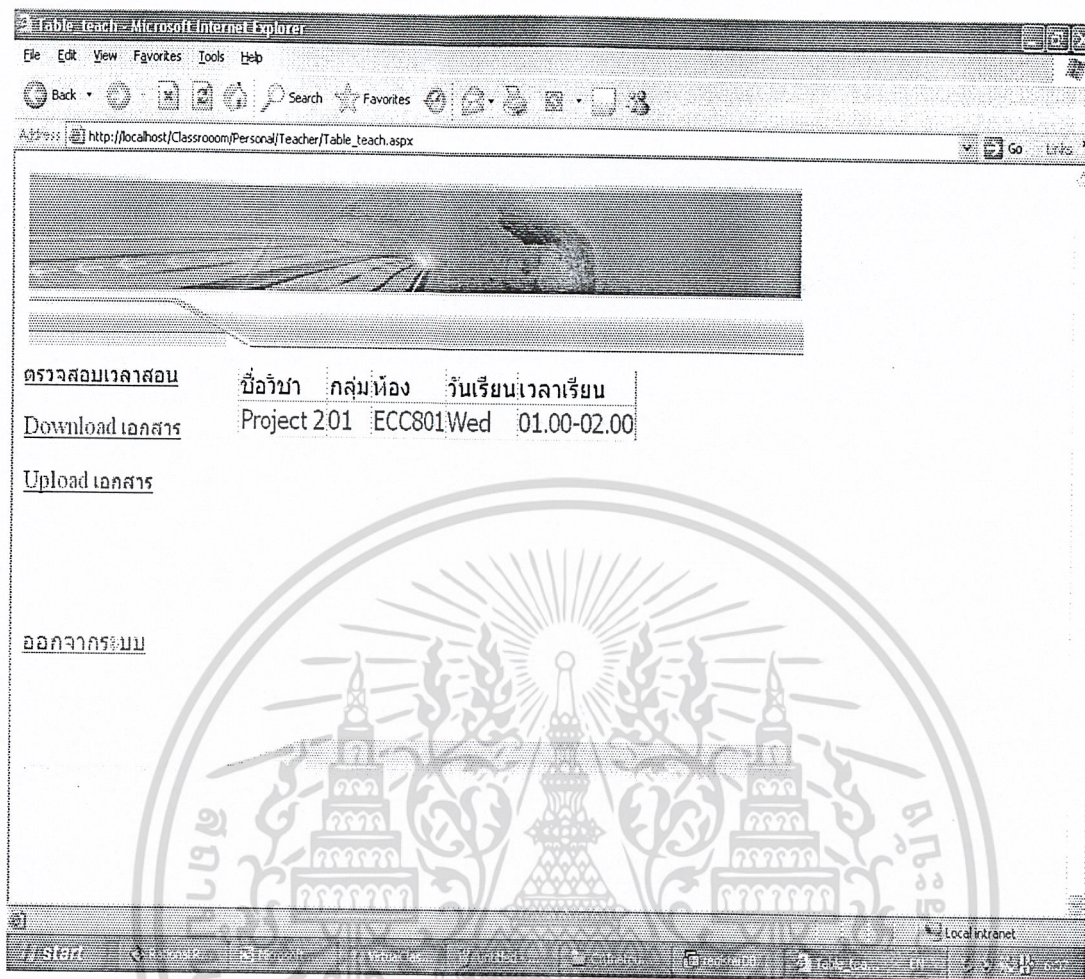 Table_teach - Microsoft Internet Explorer
File Edit View Favorites Tools Help
Back Search Favorites
Address http://localhost/Classrooom/Personal/Teacher/Table_teach.aspx Go Links
ตรวจสอบเวลาสอน
Download เอกสาร
Upload เอกสาร
ออกจากระบบ
ชื่อวิชา กลุ่ม ห้อง วันเรียน เวลาเรียน
Project 2 01 ECC801 Wed 01.00-02.00
Local intranet
start